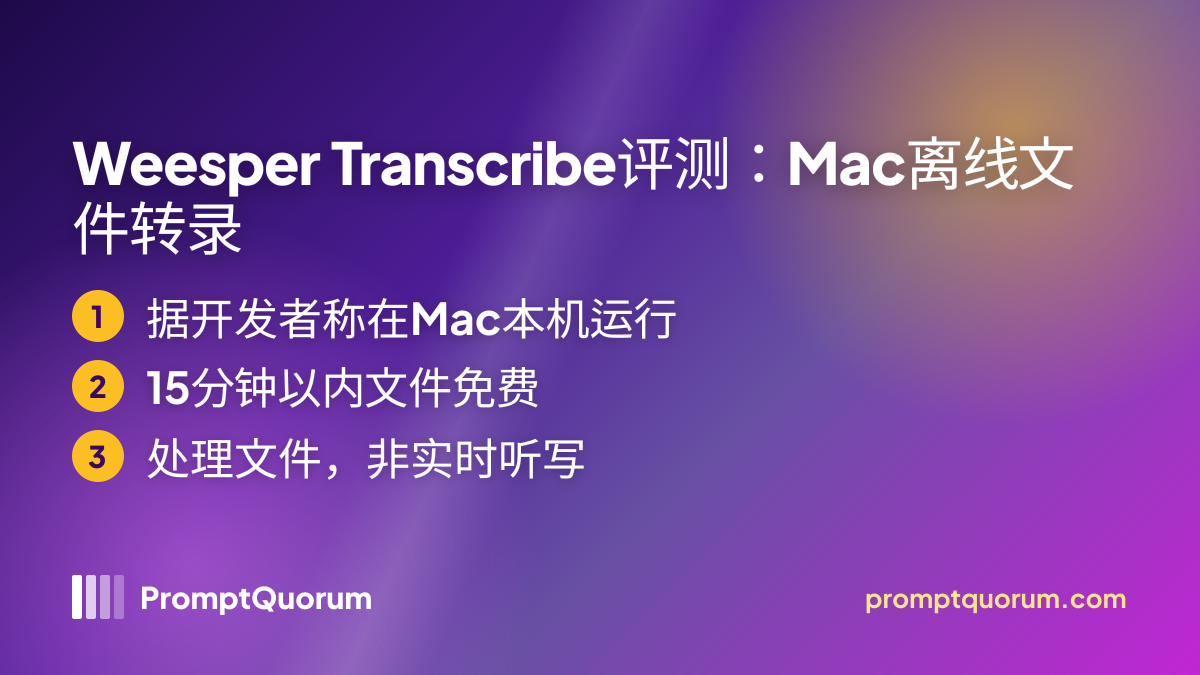 Weesper Transcribe评测：Mac离线文
件转录
1 据开发者称在Mac本机运行
2 15分钟以内文件免费
3 处理文件，非实时听写
PromptQuorum
promptquorum.com